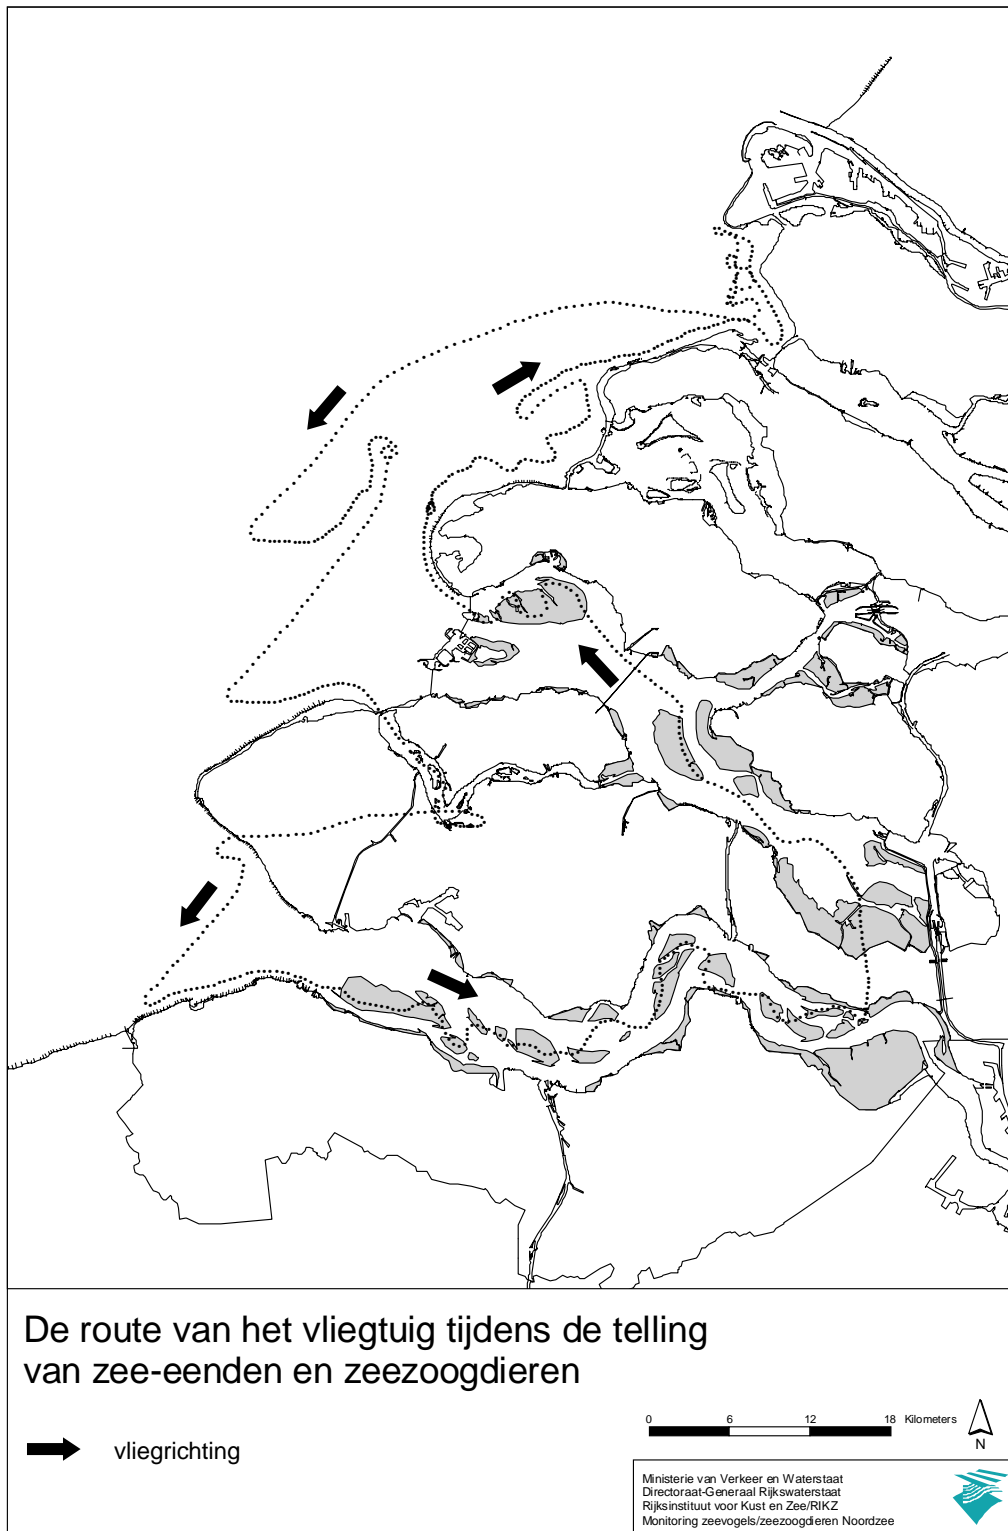 De route van het vliegtuig tijdens de telling
van zee-eenden en zeezoogdieren
vliegrichting
0 6 12 18 Kilometers
N
Ministerie van Verkeer en Waterstaat
Directoraat-Generaal Rijkswaterstaat
Rijksinstituut voor Kust en Zee/RIKZ
Monitoring zeevogels/zeezoogdieren Noordzee